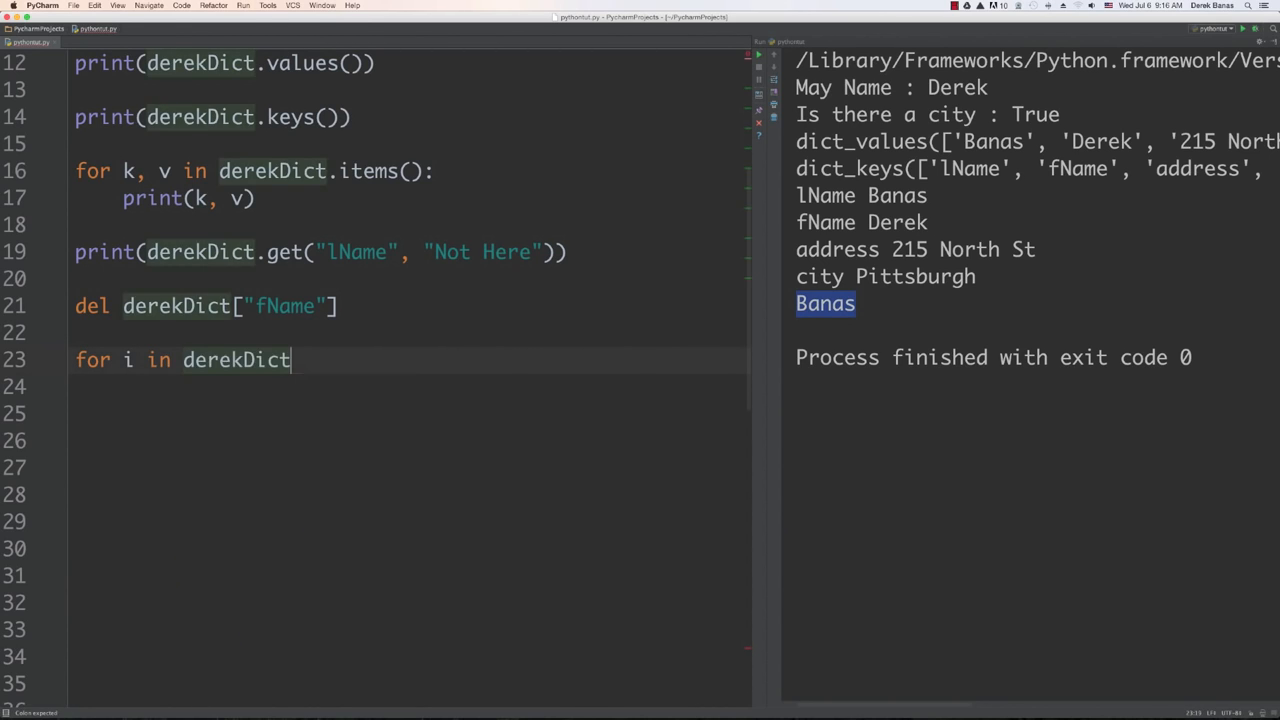 PyCharm File Edit View Navigate Code Refactor Run Tools VCS Window Help 10 Wed Jul 6 9:16 AM Derek Banas
pythontut.py - PyCharmProjects - [~/PycharmProjects]
PycharmProjects pythontut.py pythontut
pythontut.py Run pythontut
12 print(derekDict.values())
13
14 print(derekDict.keys())
15
16 for k, v in derekDict.items():
17 print(k, v)
18
19 print(derekDict.get("lName", "Not Here"))
20
21 del derekDict["fName"]
22
23 for i in derekDict
24
25
26
27
28
29
30
31
32
33
34
35
/Library/Frameworks/Python.framework/Vers
May Name : Derek
Is there a city : True
dict_values(['Banas', 'Derek', '215 North
dict_keys(['lName', 'fName', 'address',
lName Banas
fName Derek
address 215 North St
city Pittsburgh
Banas
Process finished with exit code 0
Colon expected 23:19 LF÷ UTF-8÷